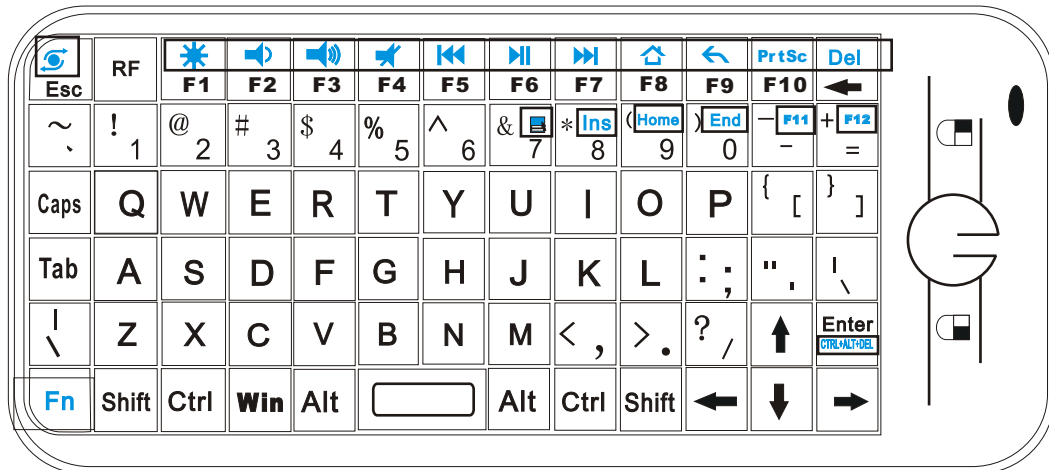 Esc RF F1 F2 F3 F4 F5 F6 F7 F8 F9 PrtSc F10 Del
~ ` ! 1 @ 2 # 3 $ 4 % 5 ^ 6 & 7 * Ins 8 ( Home 9 ) End 0 — F11 - + F12 =
Caps Q W E R T Y U I O P { [ } ]
Tab A S D F G H J K L : ; " . | \
| \ Z X C V B N M < , > . ? / Enter CTRL+ALT+DEL
Fn Shift Ctrl Win Alt Alt Ctrl Shift